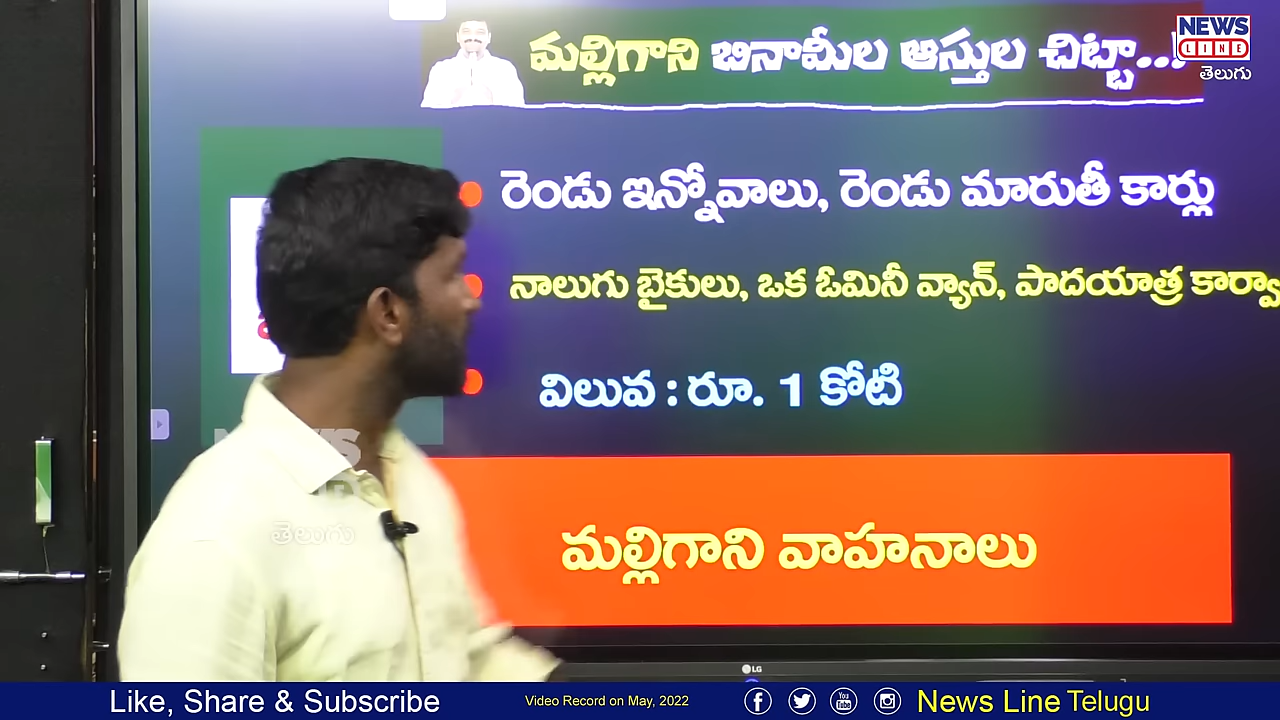 మల్లిగాని బినామీల ఆస్తుల చిట్టా..!
NEWS
LINE
తెలుగు
రెండు ఇన్నోవాలు, రెండు మారుతీ కార్లు
నాలుగు బైకులు, ఒక ఓమినీ వ్యాన్, పాదయాత్ర
విలువ : రూ. 1 కోటి
తెలుగు
మల్లిగాని వాహనాలు
LG
Like, Share & Subscribe
Video Record on May, 2022
News Line Telugu